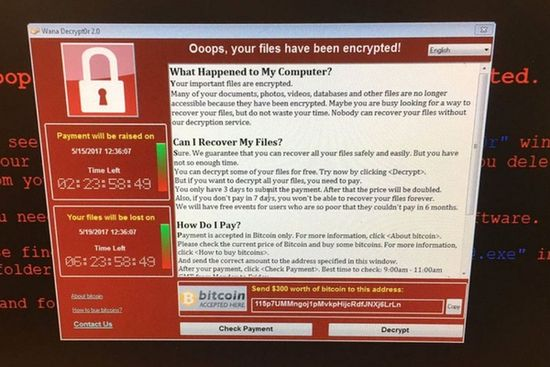 Wana Decrypt0r 2.0
Ooops, your files have been encrypted!
English
Payment will be raised on
5/15/2017 12:36:07
Time Left
02:23:58:49
Your files will be lost on
5/19/2017 12:36:07
Time Left
06:23:58:49
About bitcoin
How to buy bitcoins?
Contact Us
What Happened to My Computer?
Your important files are encrypted.
Many of your documents, photos, videos, databases and other files are no longer
accessible because they have been encrypted. Maybe you are busy looking for a way to
recover your files, but do not waste your time. Nobody can recover your files without
our decryption service.
Can I Recover My Files?
Sure. We guarantee that you can recover all your files safely and easily. But you have
not so enough time.
You can decrypt some of your files for free. Try now by clicking <Decrypt>.
But if you want to decrypt all your files, you need to pay.
You only have 3 days to submit the payment. After that the price will be doubled.
Also, if you don't pay in 7 days, you won't be able to recover your files forever.
We will have free events for users who are so poor that they couldn't pay in 6 months.
How Do I Pay?
Payment is accepted in Bitcoin only. For more information, click <About bitcoin>.
Please check the current price of Bitcoin and buy some bitcoins. For more information,
click <How to buy bitcoins>.
And send the correct amount to the address specified in this window.
After your payment, click <Check Payment>. Best time to check: 9:00am - 11:00am
bitcoin
ACCEPTED HERE
Send $300 worth of bitcoin to this address:
115p7UMMngoj1pMvkpHijcRdfJNXj6LrLn
Copy
Check Payment
Decrypt
oop
ted.
see
r" win
our
u dele
om yo
u nee
ftware.
se fin
e.exe" in
folder
and fo